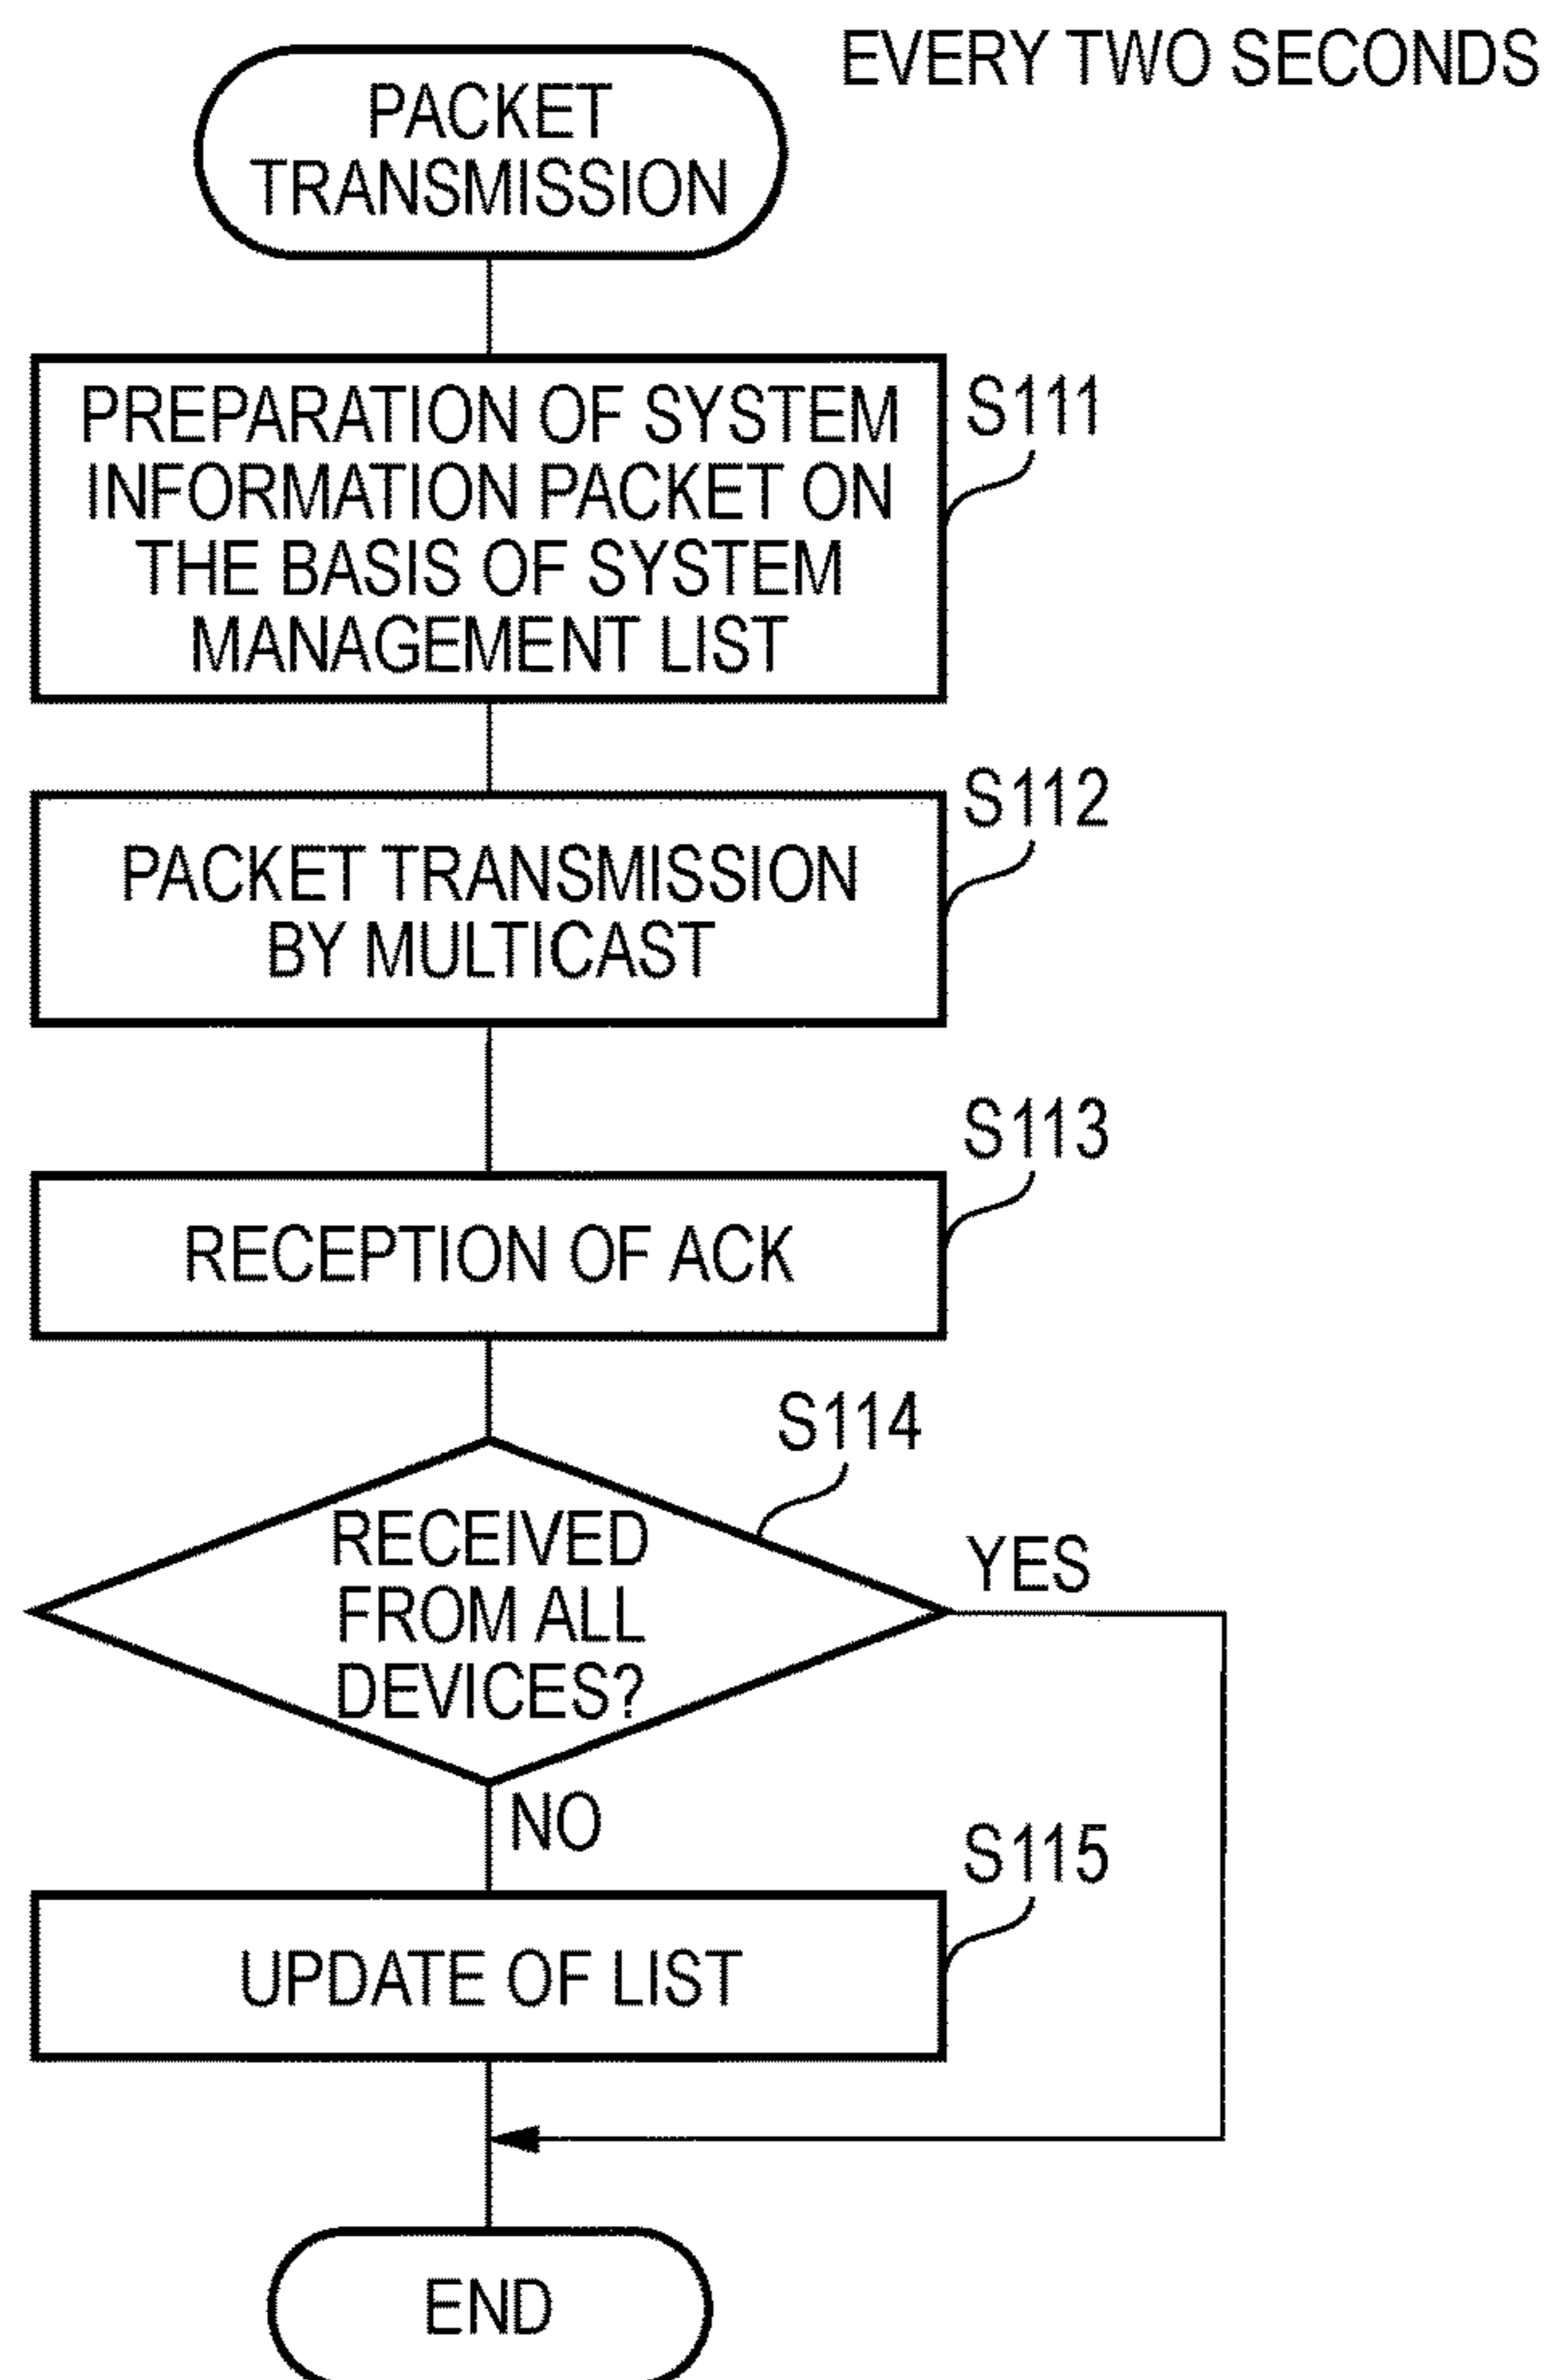 EVERY TWO SECONDS
PACKET
TRANSMISSION
PREPARATION OF SYSTEM
INFORMATION PACKET ON
THE BASIS OF SYSTEM
MANAGEMENT LIST
S111
PACKET TRANSMISSION
BY MULTICAST
S112
RECEPTION OF ACK
S113
RECEIVED
FROM ALL
DEVICES?
S114
YES
NO
UPDATE OF LIST
S115
END